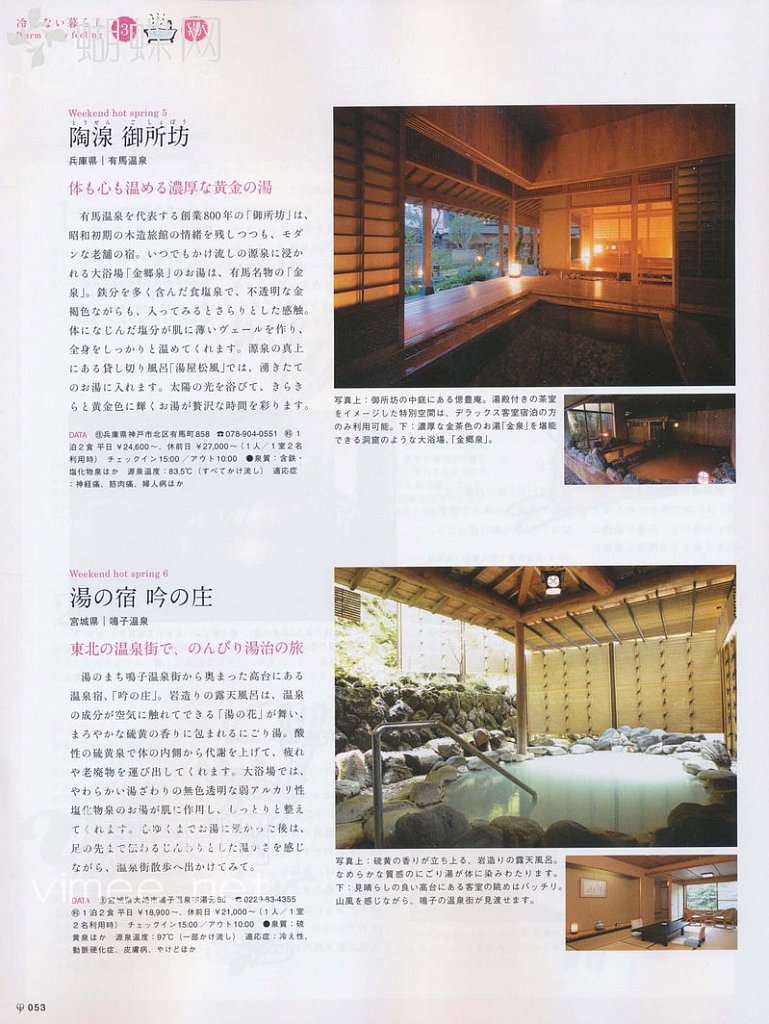 冷えない暮らし
Warm cozy feeling
3
湯
蝴蝶网
Weekend hot spring 5
とうせん ごしょぼう
陶湶 御所坊
兵庫県｜有馬温泉
体も心も温める濃厚な黄金の湯
有馬温泉を代表する創業800年の「御所坊」は、
昭和初期の木造旅館の情緒を残しつつも、モダ
ンな老舗の宿。いつでもかけ流しの源泉に浸か
れる大浴場「金郷泉」のお湯は、有馬名物の「金
泉」。鉄分を多く含んだ食塩泉で、不透明な金
褐色ながらも、入ってみるとさらりとした感触。
体になじんだ塩分が肌に薄いヴェールを作り、
全身をしっかりと温めてくれます。源泉の真上
にある貸し切り風呂「湯屋松風」では、湧きたて
のお湯に入れます。太陽の光を浴びて、きらき
らと黄金色に輝くお湯が贅沢な時間を彩ります。
DATA 兵庫県神戸市北区有馬町858 ☎078-904-0551 料1
泊2食 平日￥24,600〜、休前日￥27,000〜（1人／1室2名
利用時） チェックイン15:00／アウト10:00 ●泉質：含鉄・
塩化物泉ほか 源泉温度：83.5℃（すべてかけ流し） 適応症
：神経痛、筋肉痛、婦人病ほか
写真上：御所坊の中庭にある偲豊庵。湯殿付きの茶室
をイメージした特別空間は、デラックス客室宿泊の方
のみ利用可能。下：濃厚な金茶色のお湯「金泉」を堪能
できる洞窟のような大浴場、「金郷泉」。
Weekend hot spring 6
湯の宿 吟の庄
宮城県｜鳴子温泉
東北の温泉街で、のんびり湯治の旅
湯のまち鳴子温泉街から奥まった高台にある
温泉宿、「吟の庄」。岩造りの露天風呂は、温泉
の成分が空気に触れてできる「湯の花」が舞い、
まろやかな硫黄の香りに包まれるにごり湯。酸
性の硫黄泉で体の内側から代謝を上げて、疲れ
や老廃物を運び出してくれます。大浴場では、
やわらかい湯ざわりの無色透明な弱アルカリ性
塩化物泉のお湯が肌に作用し、しっとりと整え
てくれます。心ゆくまでお湯に浸かった後は、
足の先まで伝わるじんわりとした温かさを感じ
ながら、温泉街散歩へ出かけてみて。
vimee.net
DATA 宮城県大崎市鳴子温泉字湯元 ☎0229-83-4355
料1泊2食 平日￥18,900〜、休前日￥21,000〜（1人／1室
2名利用時） チェックイン15:00／アウト10:00 ●泉質：硫
黄泉ほか 源泉温度：97℃（一部かけ流し） 適応症：冷え性、
動脈硬化症、皮膚病、やけどほか
写真上：硫黄の香りが立ち上る、岩造りの露天風呂。
なめらかな質感のにごり湯が体に染みわたります。
下：見晴らしの良い高台にある客室の眺めはバッチリ。
山風を感じながら、鳴子の温泉街が見渡せます。
053